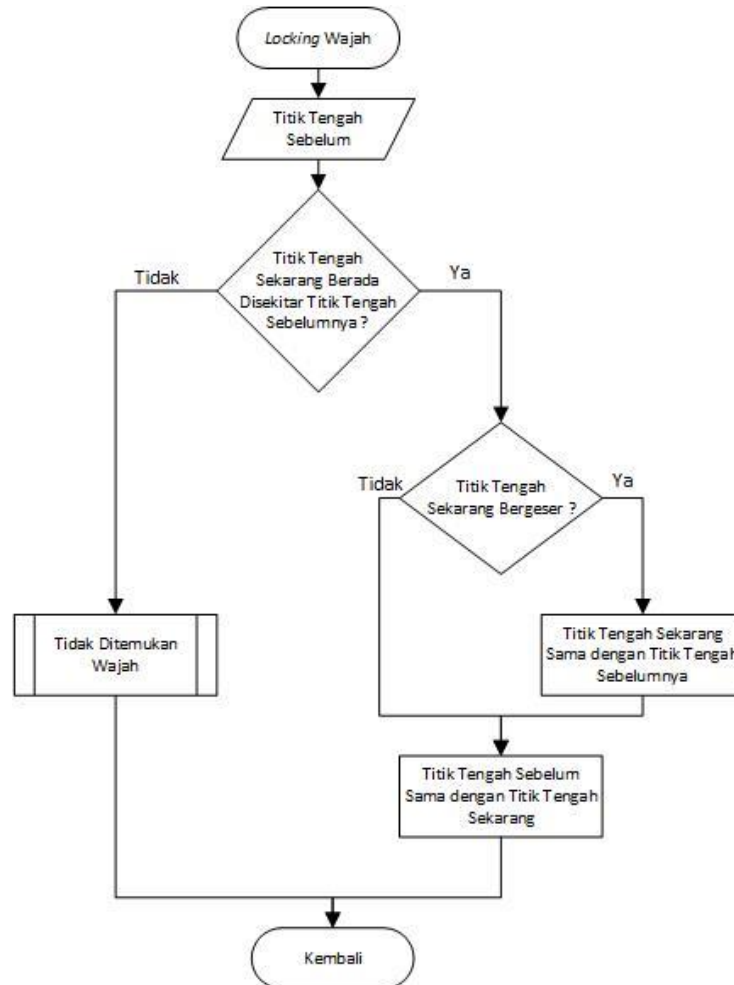 Locking Wajah
Titik Tengah
Sebelum
Titik Tengah
Sekarang Berada
Disekitar Titik Tengah
Sebelumnya ?
Tidak
Ya
Titik Tengah
Sekarang Bergeser ?
Tidak
Ya
Tidak Ditemukan
Wajah
Titik Tengah Sekarang
Sama dengan Titik Tengah
Sebelumnya
Titik Tengah Sebelum
Sama dengan Titik Tengah
Sekarang
Kembali